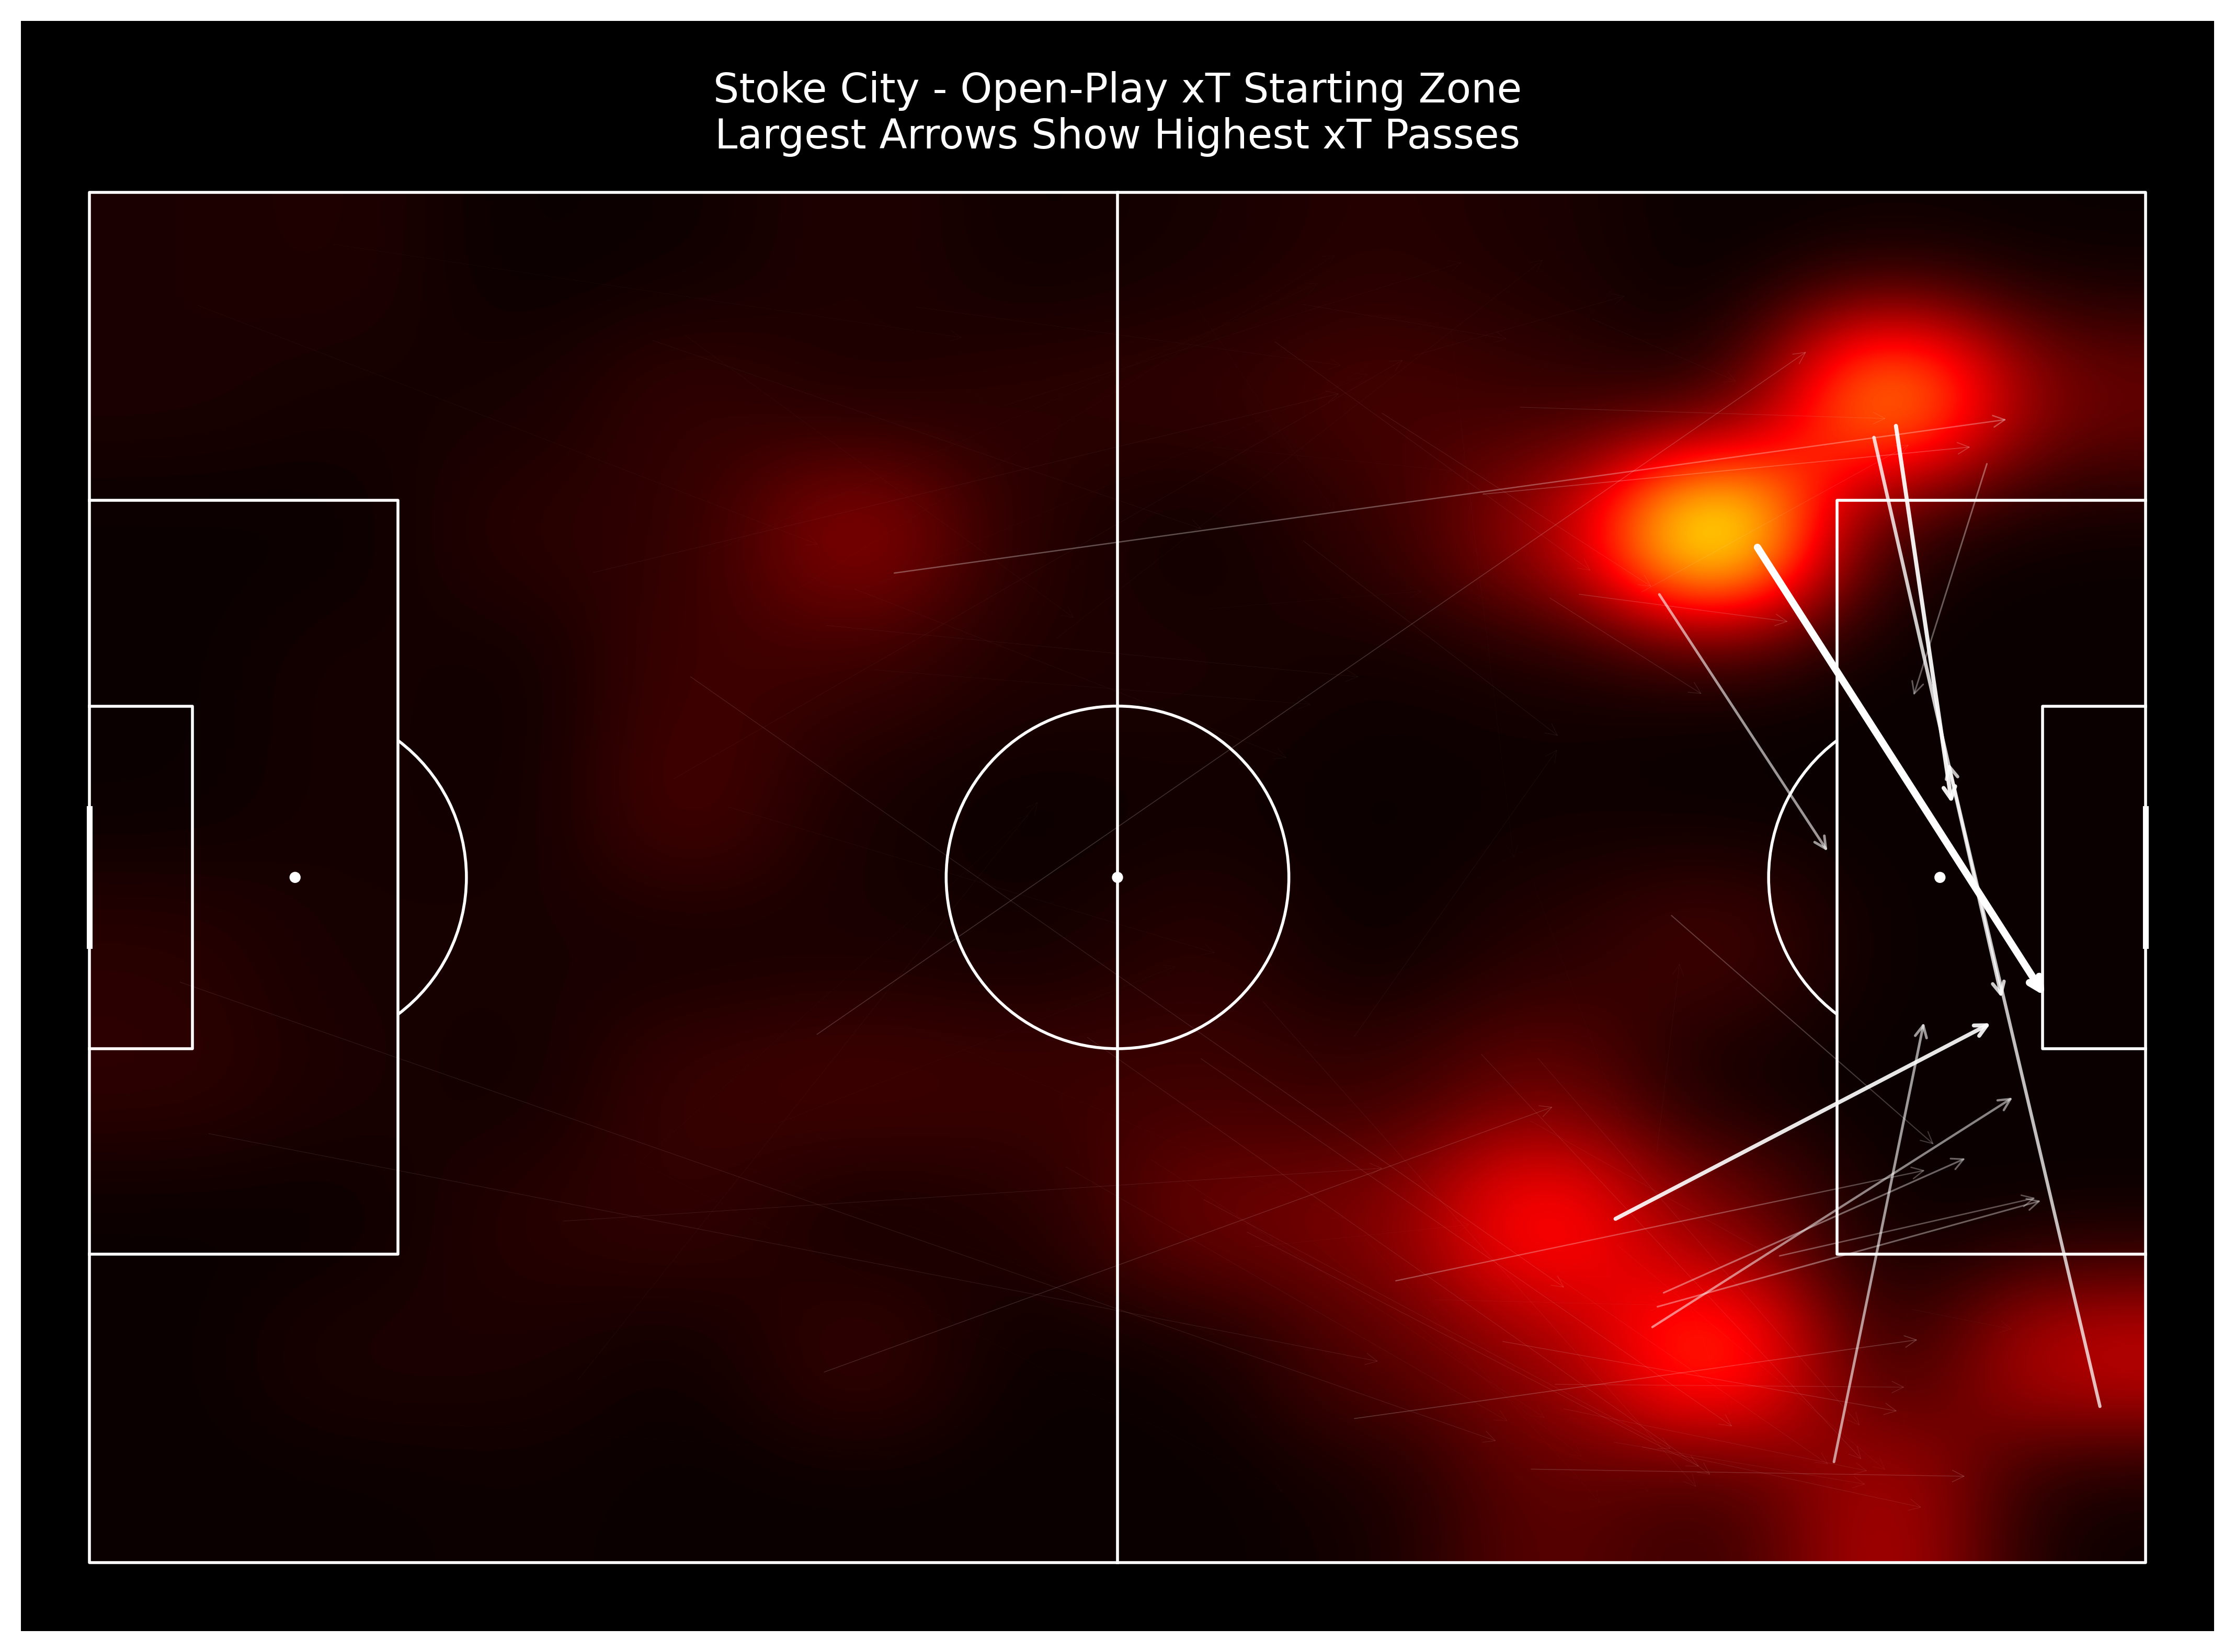 Stoke City - Open-Play xT Starting Zone
Largest Arrows Show Highest xT Passes